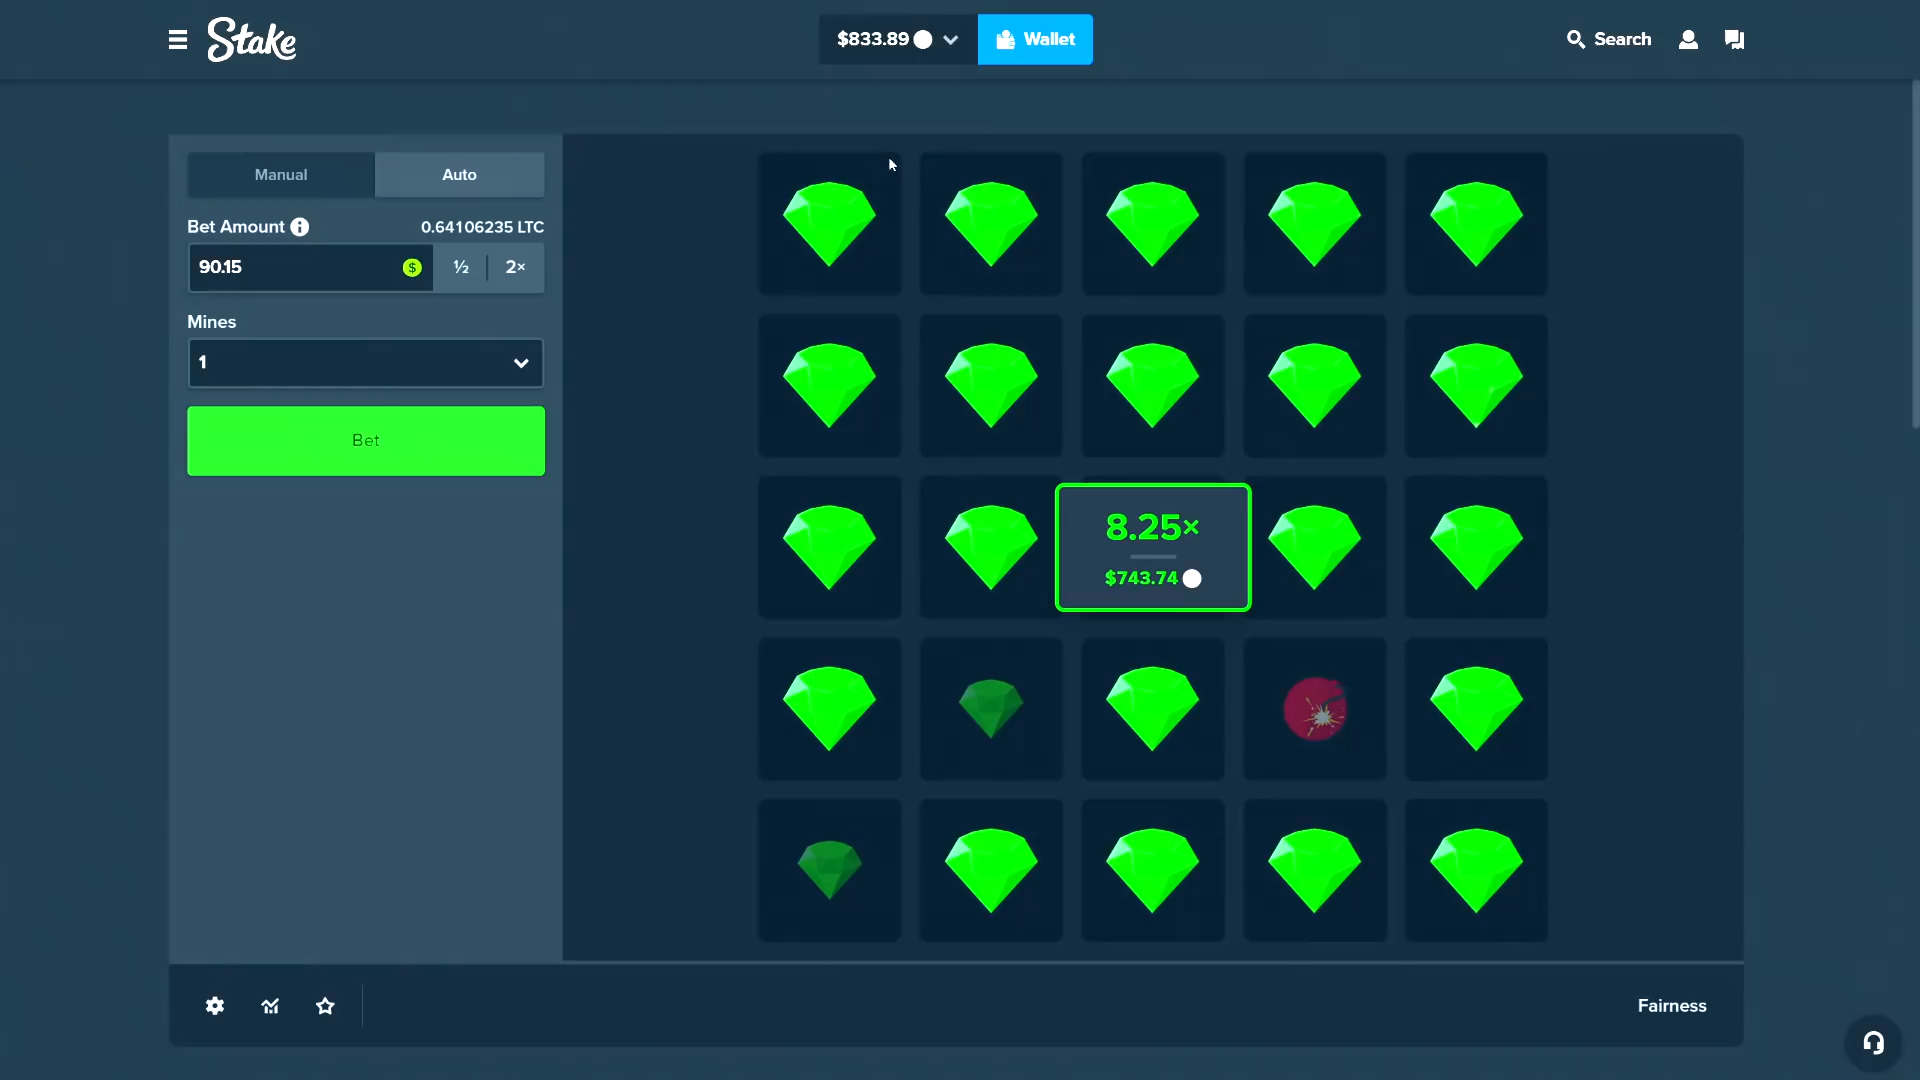 Stake
$833.89
Wallet
Search
Manual
Auto
Bet Amount
0.64106235 LTC
90.15
$
½
2×
Mines
1
Bet
8.25×
$743.74
Fairness